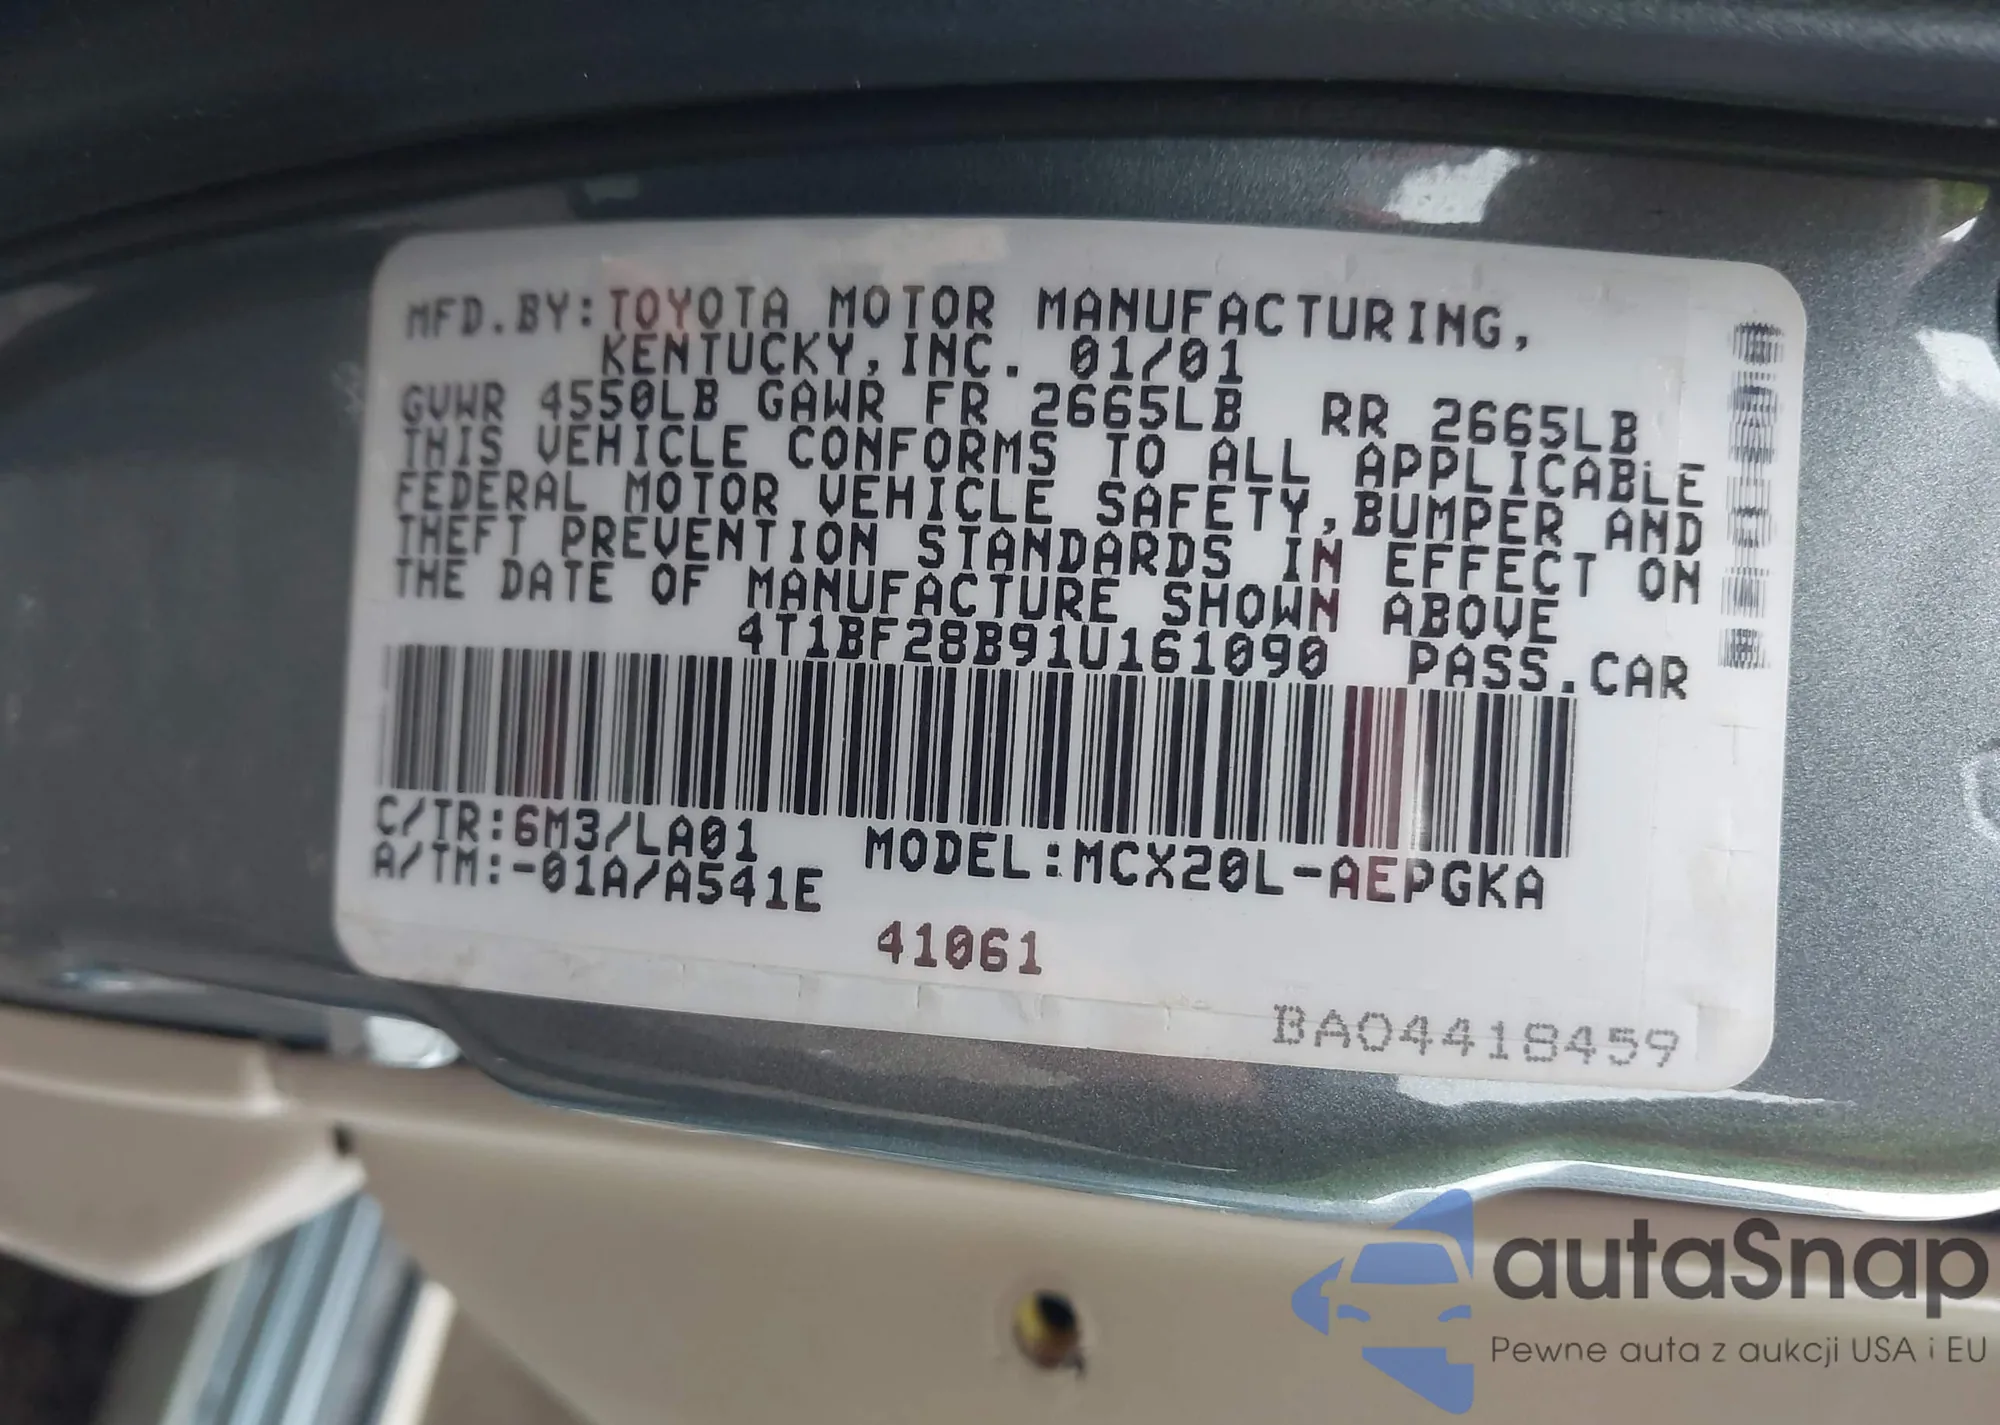 MFD.BY:TOYOTA MOTOR MANUFACTURING,
KENTUCKY,INC. 01/01
GVWR 4550LB GAWR FR 2665LB RR 2665LB
THIS VEHICLE CONFORMS TO ALL APPLICABLE
FEDERAL MOTOR VEHICLE SAFETY,BUMPER AND
THEFT PREVENTION STANDARDS IN EFFECT ON
THE DATE OF MANUFACTURE SHOWN ABOVE
4T1BF28B91U161090 PASS.CAR
C/TR:6M3/LA01 MODEL:MCX20L-AEPGKA
A/TM:-01A/A541E
41061
BA04418459
autaSnap
Pewne auta z aukcji USA i EU